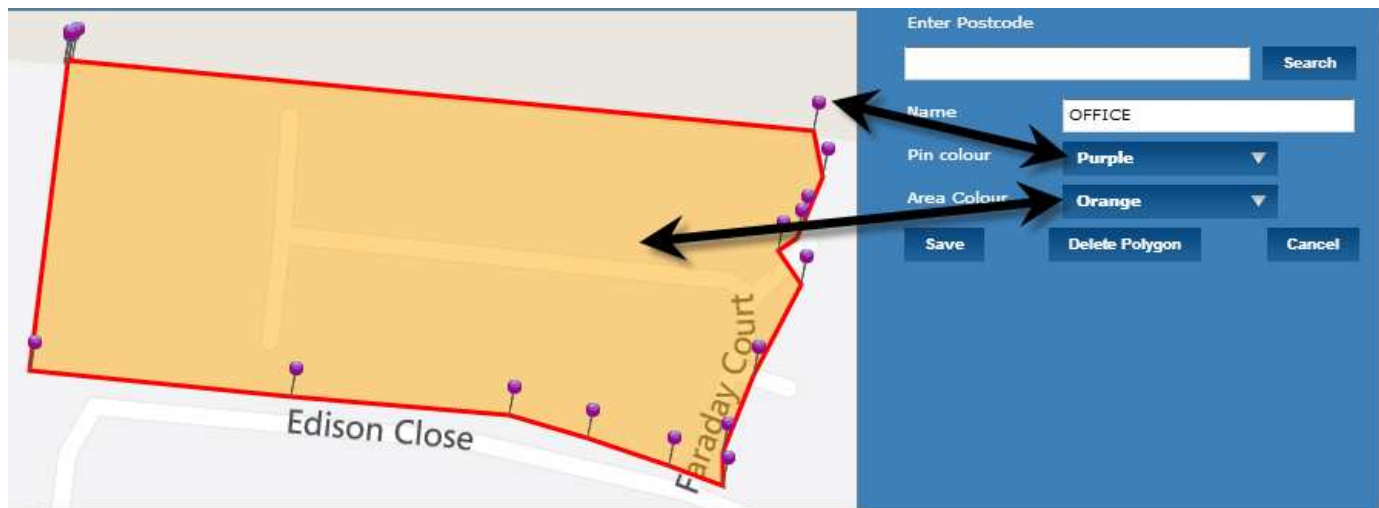 Enter Postcode
Search
Name
OFFICE
Pin colour
Purple
Area Colour
Orange
Save
Delete Polygon
Cancel
Edison Close
Faraday Court